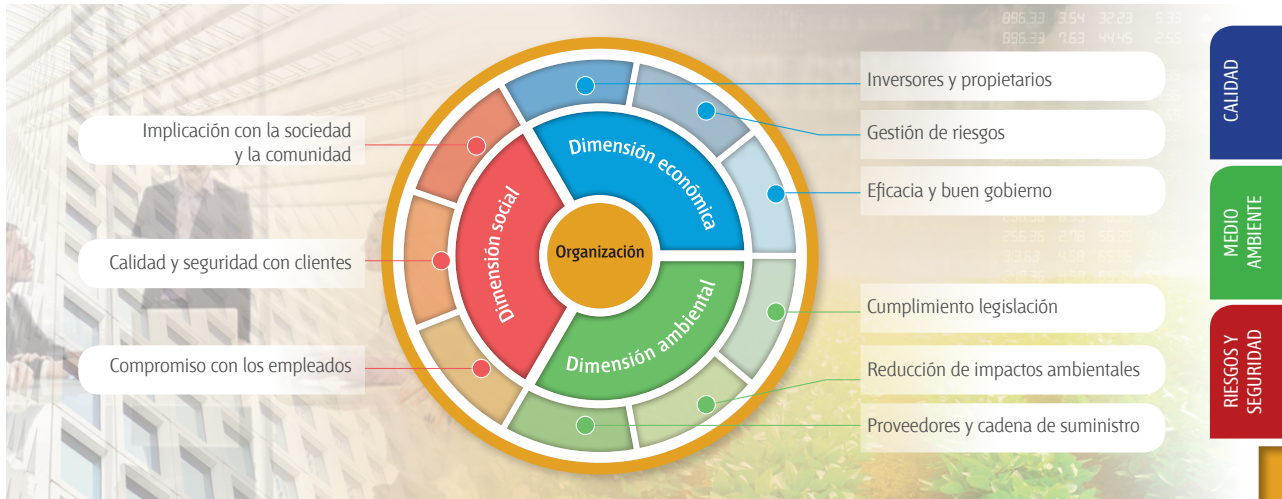 Implicación con la sociedad
y la comunidad
Calidad y seguridad con clientes
Compromiso con los empleados
Dimensión económica
Dimensión social
Organización
Dimensión ambiental
Inversores y propietarios
Gestión de riesgos
Eficacia y buen gobierno
Cumplimiento legislación
Reducción de impactos ambientales
Proveedores y cadena de suministro
CALIDAD
MEDIO
AMBIENTE
RIESGOS Y
SEGURIDAD